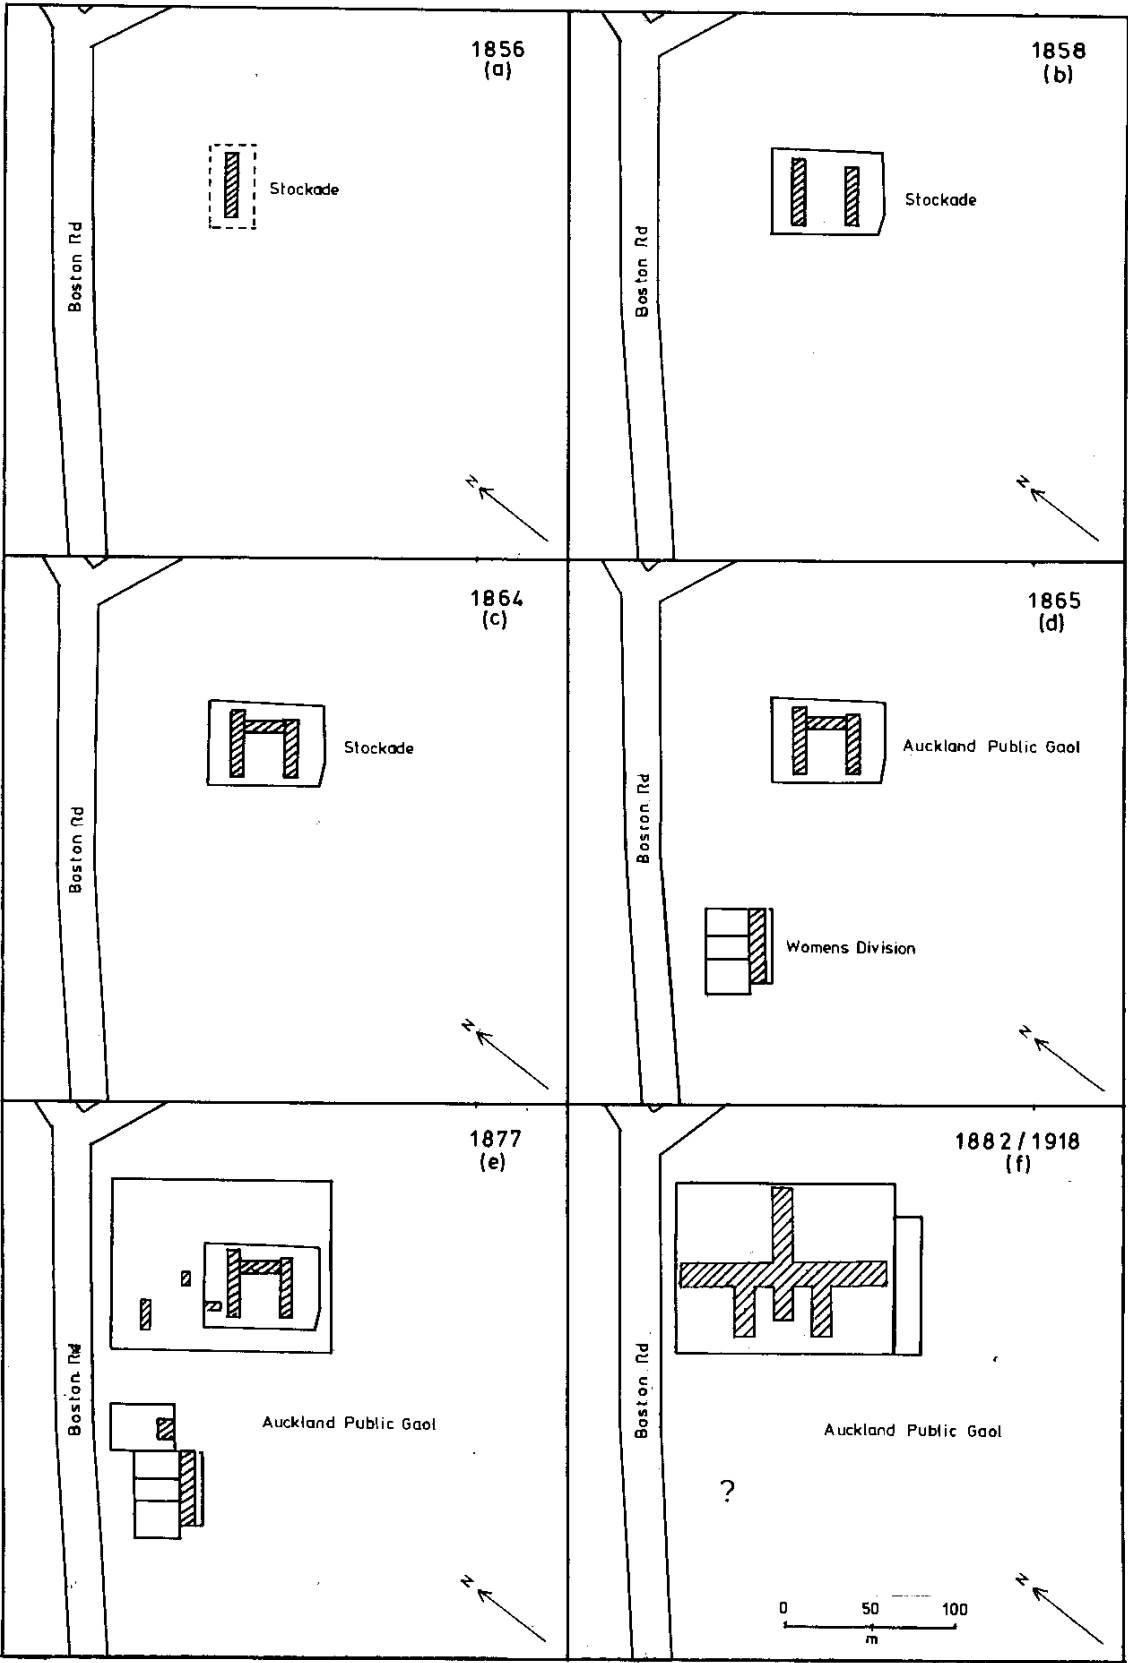 1856
(a)
Stockade
Boston Rd
N
1858
(b)
Stockade
Boston Rd
N
1864
(c)
Stockade
Boston Rd
N
1865
(d)
Auckland Public Gaol
Boston Rd
Womens Division
N
1877
(e)
Boston Rd
Auckland Public Gaol
N
1882/1918
(f)
Boston Rd
Auckland Public Gaol
?
N
0 50 100
m